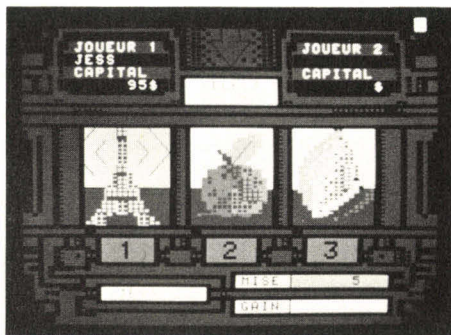 JOUEUR 1
JESS
CAPITAL
95$
JOUEUR 2
CAPITAL
$
1 2 3
MISE 5
GAIN